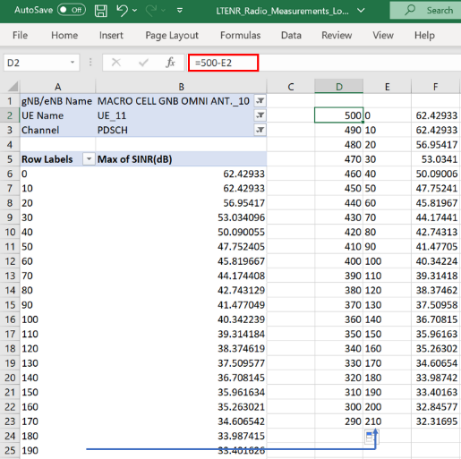 AutoSave Off LTENR_Radio_Measurements_Lo... Search
File Home Insert Page Layout Formulas Data Review View Help
D2 fx =500-E2
A B C D E F
1 gNB/eNB Name MACRO CELL GNB OMNI ANT._10
2 UE Name UE_11 500 0 62.42933
3 Channel PDSCH 490 10 62.42933
4 480 20 56.95417
5 Row Labels Max of SINR(dB) 470 30 53.0341
6 0 62.42933 460 40 50.09006
7 10 62.42933 450 50 47.75241
8 20 56.95417 440 60 45.81967
9 30 53.034096 430 70 44.17441
10 40 50.090055 420 80 42.74313
11 50 47.752405 410 90 41.47705
12 60 45.819667 400 100 40.34224
13 70 44.174408 390 110 39.31418
14 80 42.743129 380 120 38.37462
15 90 41.477049 370 130 37.50958
16 100 40.342239 360 140 36.70815
17 110 39.314184 350 150 35.96163
18 120 38.374619 340 160 35.26302
19 130 37.509577 330 170 34.60654
20 140 36.708145 320 180 33.98742
21 150 35.961634 310 190 33.40163
22 160 35.263021 300 200 32.84577
23 170 34.606542 290 210 32.31695
24 180 33.987415
25 190 33.401626